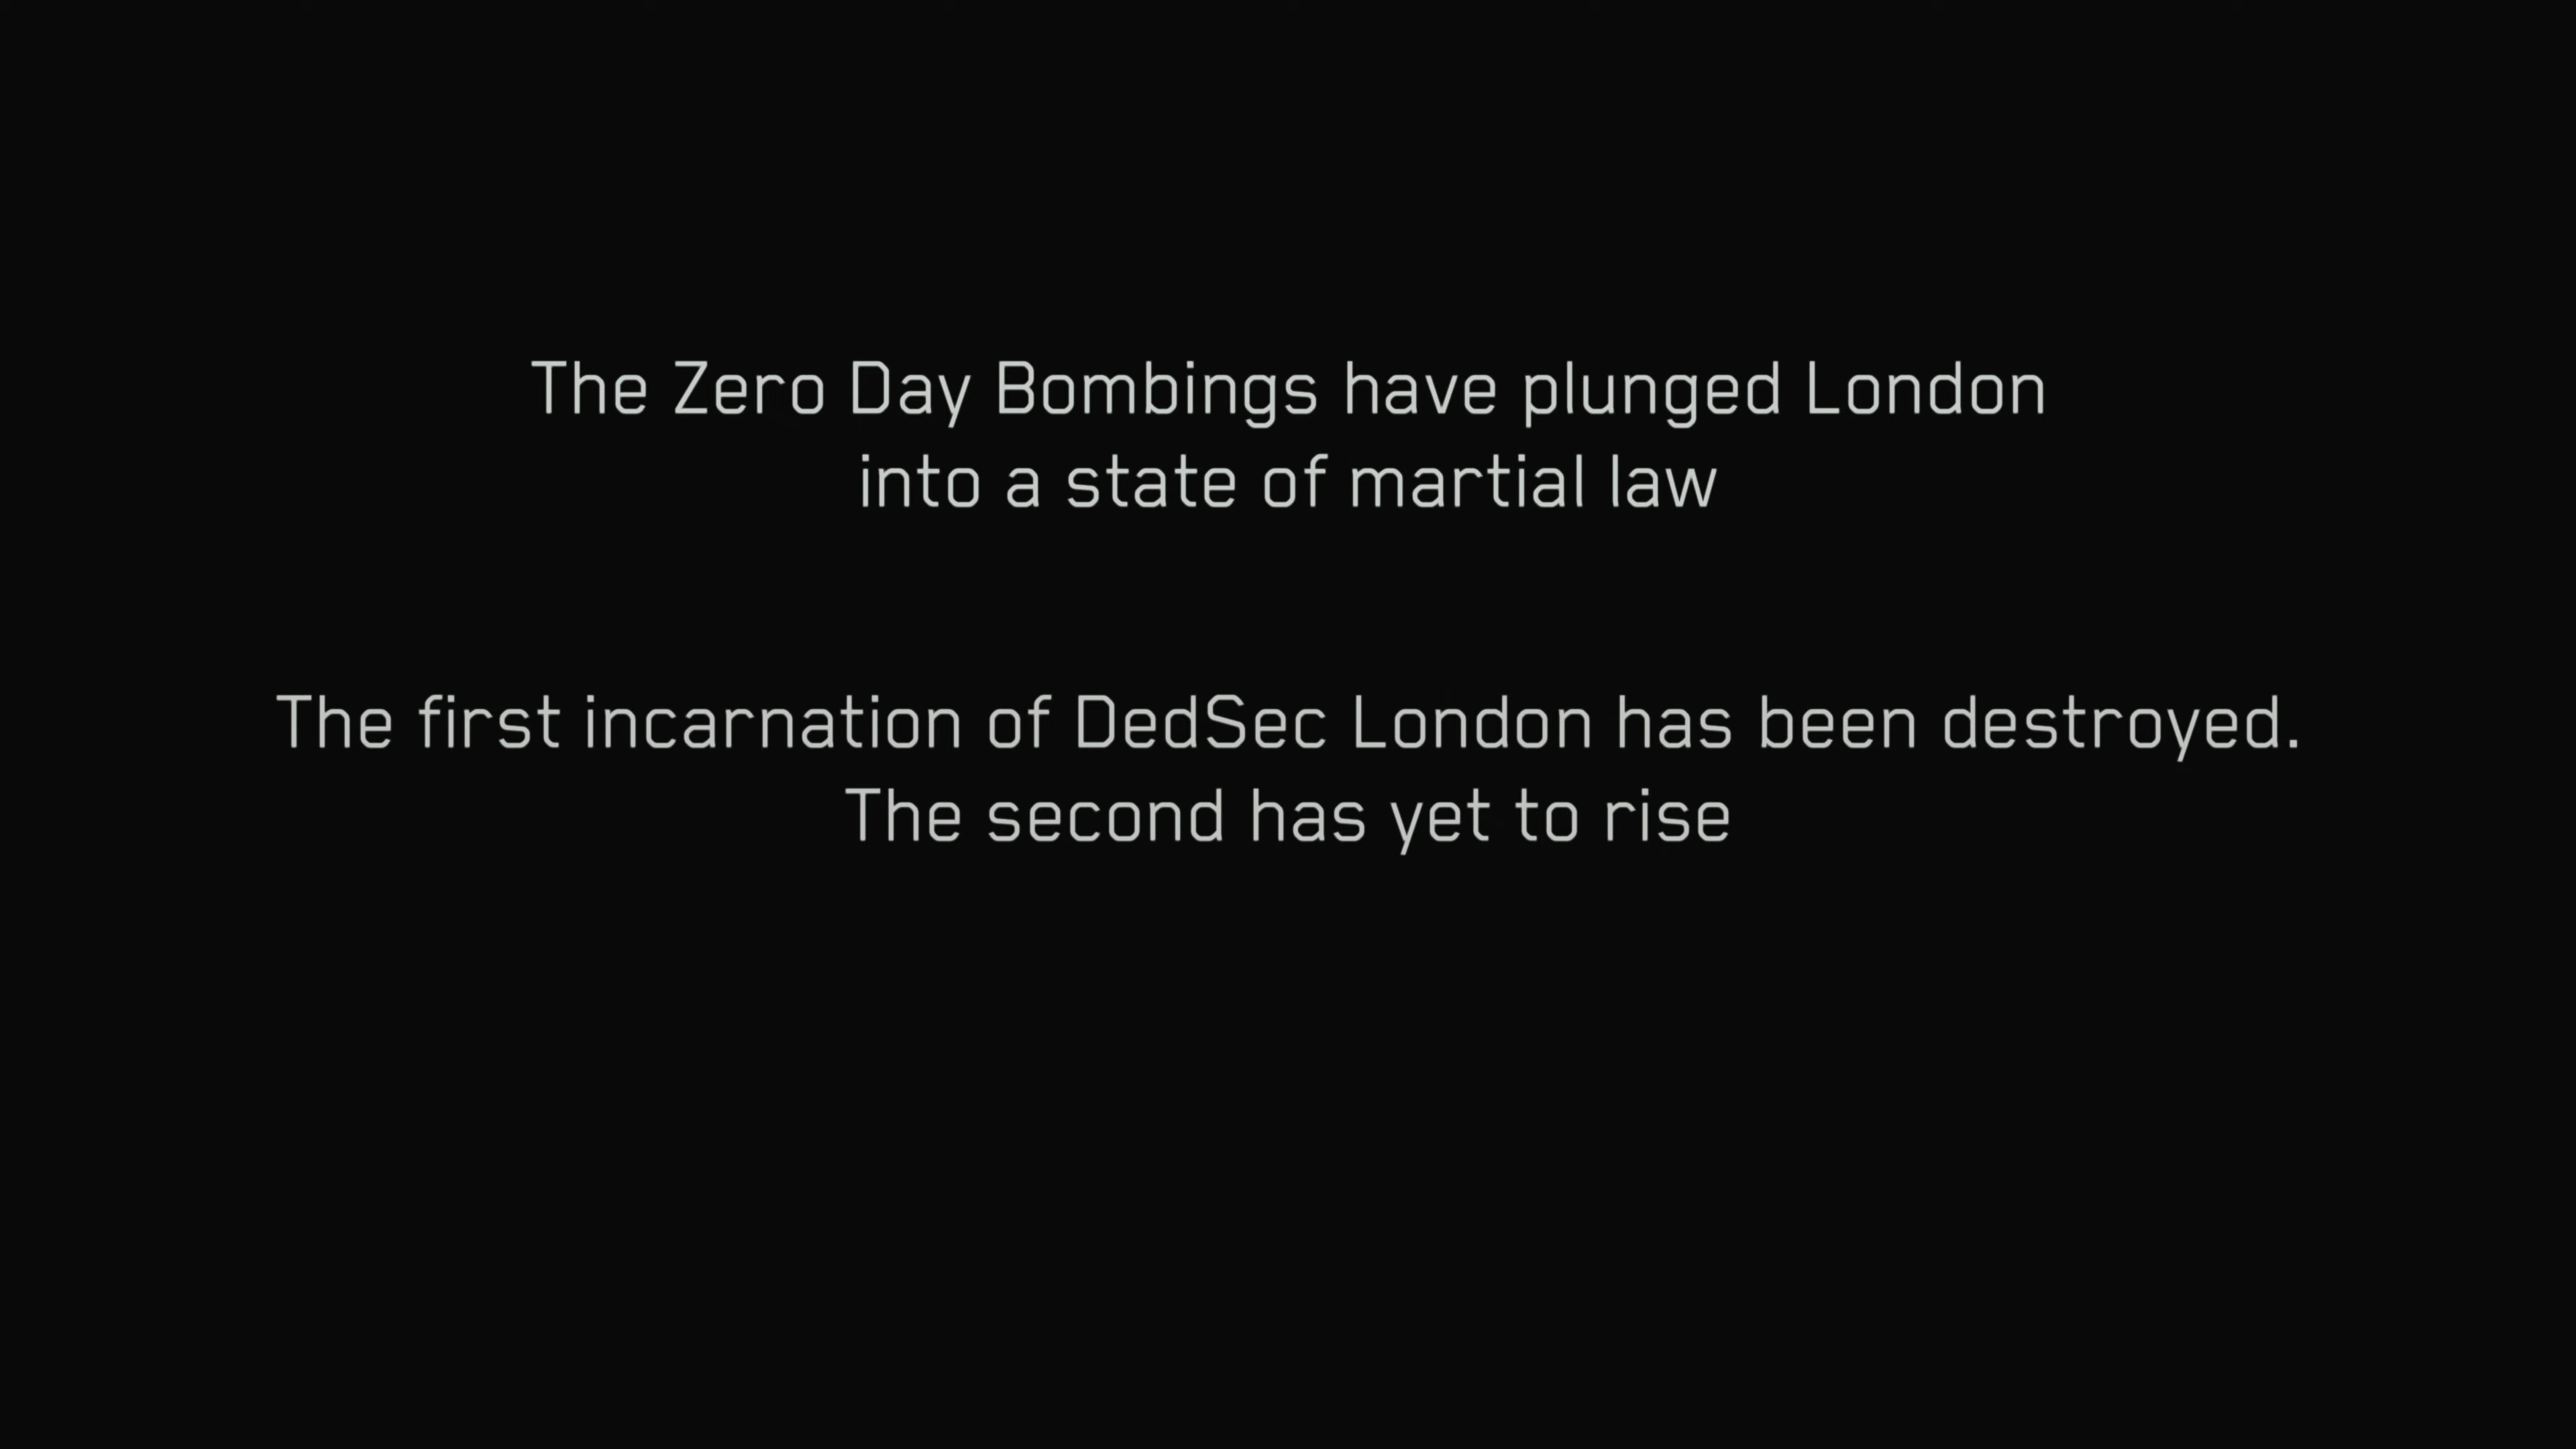 The Zero Day Bombings have plunged London
into a state of martial law
The first incarnation of DedSec London has been destroyed.
The second has yet to rise